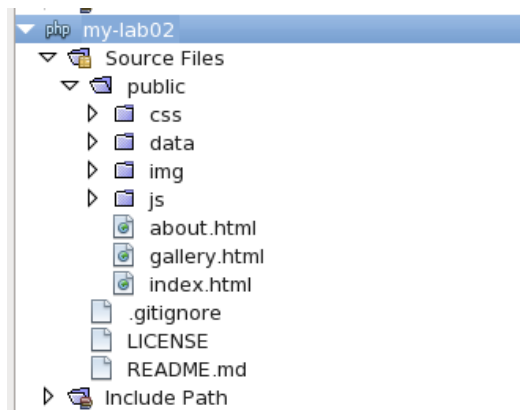 php my-lab02
Source Files
public
css
data
img
js
about.html
gallery.html
index.html
.gitignore
LICENSE
README.md
Include Path